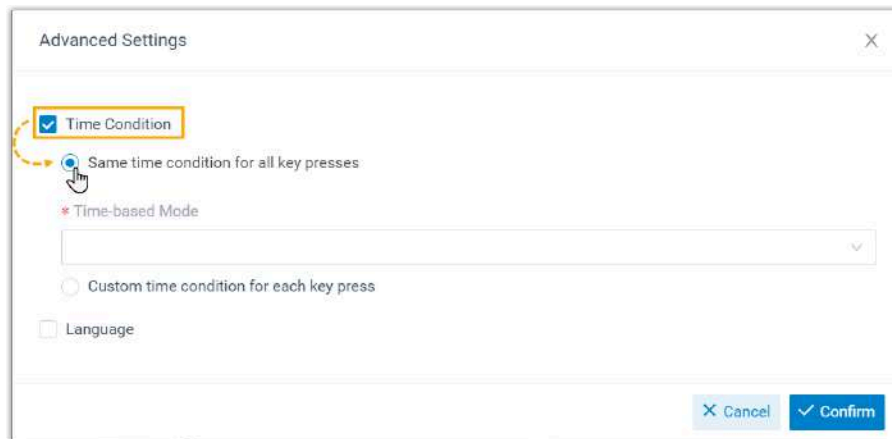 Advanced Settings
Time Condition
Same time condition for all key presses
* Time-based Mode
Custom time condition for each key press
Language
Cancel
Confirm